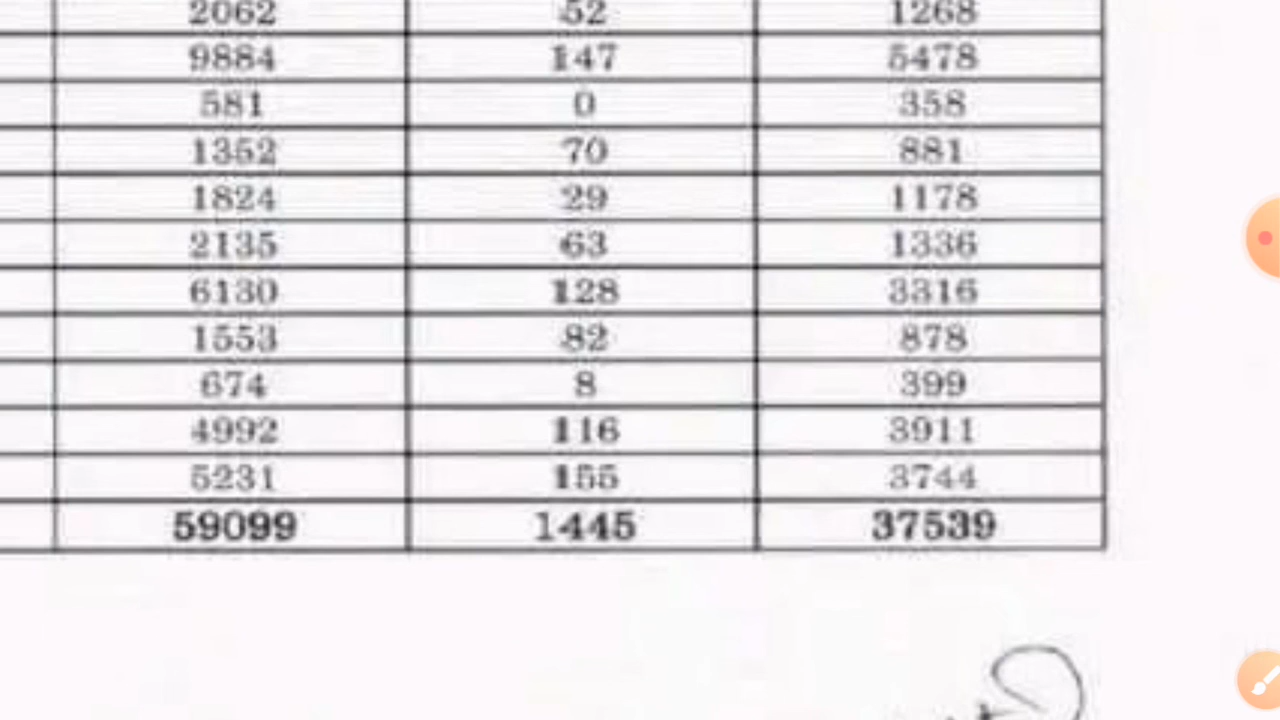 2062 52 1268
9884 147 5478
581 0 358
1352 70 881
1824 29 1178
2135 63 1336
6130 128 3316
1553 82 878
674 8 399
4992 116 3911
5231 155 3744
59099 1445 37539